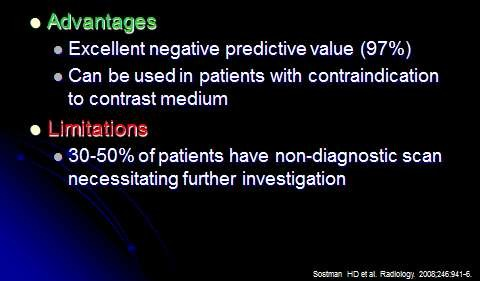 Advantages
Excellent negative predictive value (97%)
Can be used in patients with contraindication
to contrast medium
Limitations
30-50% of patients have non-diagnostic scan
necessitating further investigation
Sostman HD et al. Radiology. 2008;246:941-6.